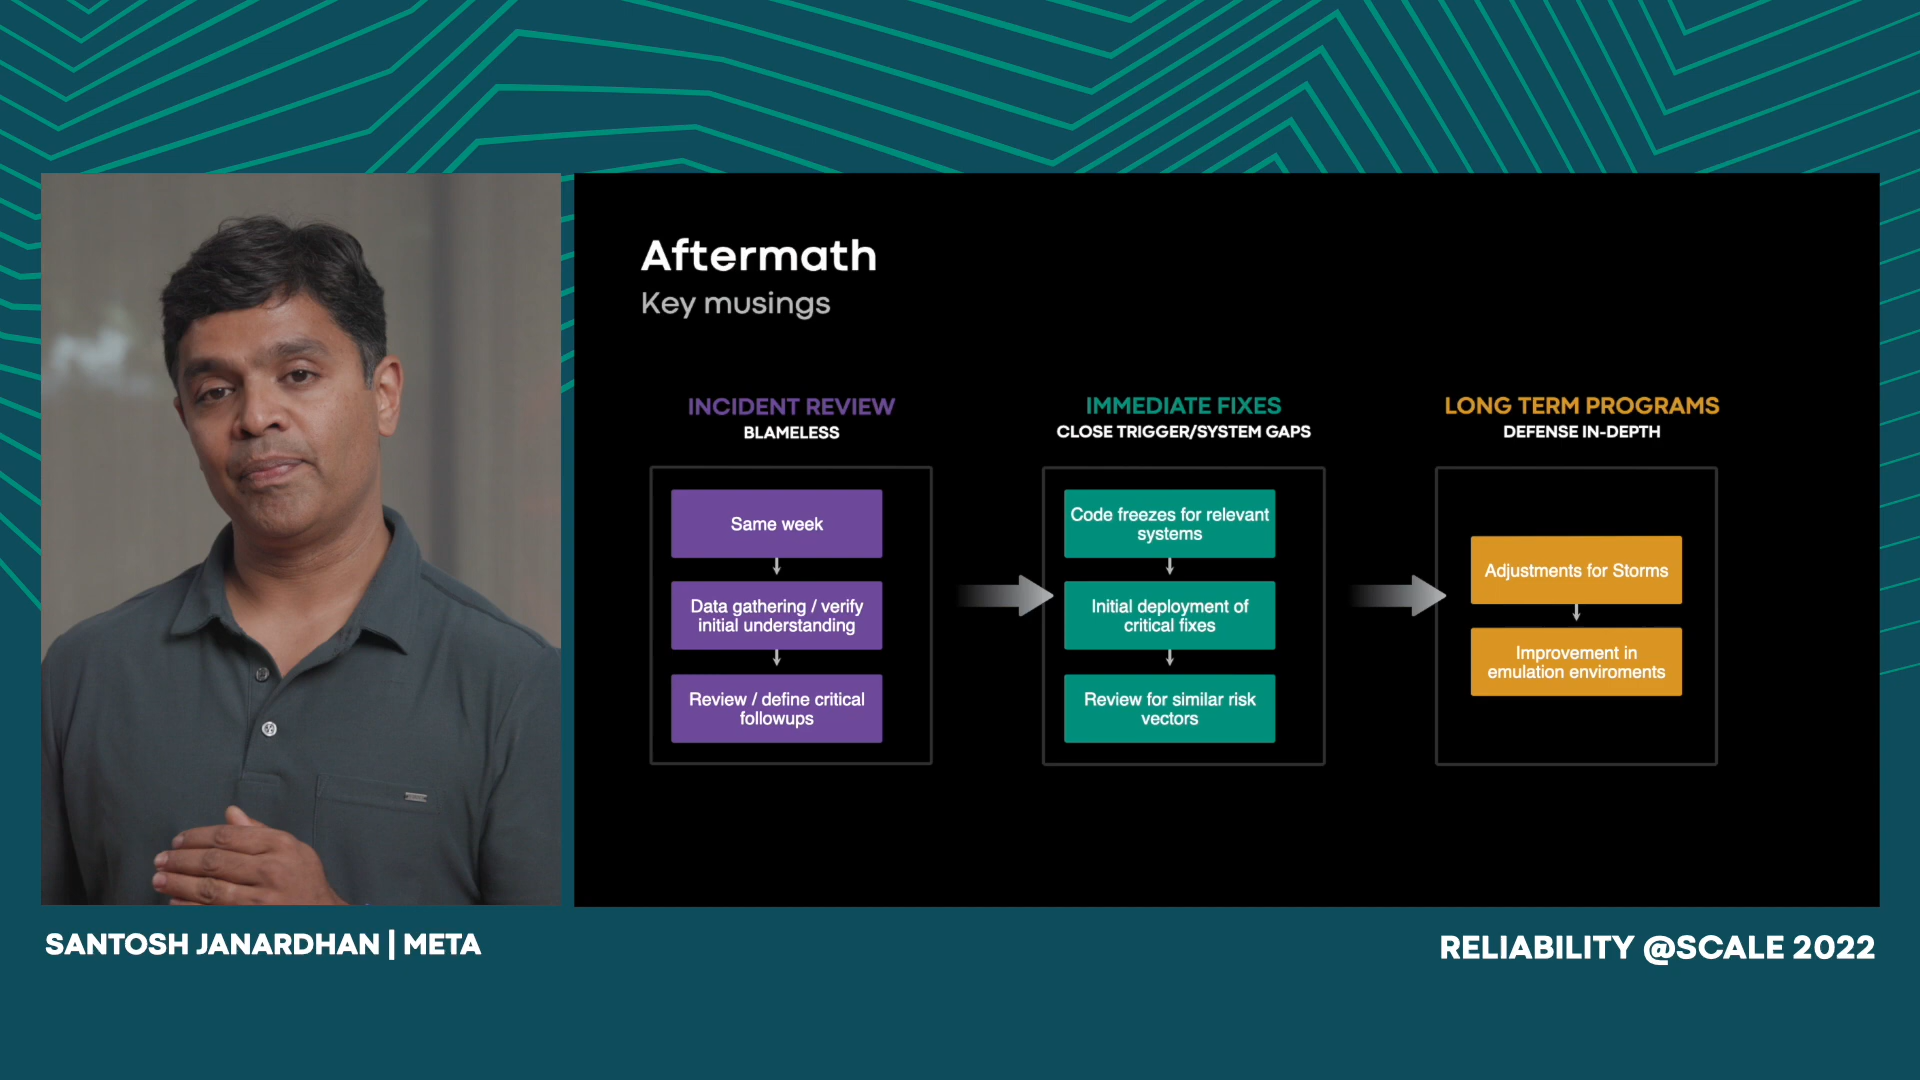 Aftermath
Key musings
INCIDENT REVIEW
BLAMELESS
Same week
Data gathering / verify
initial understanding
Review / define critical
followups
IMMEDIATE FIXES
CLOSE TRIGGER/SYSTEM GAPS
Code freezes for relevant
systems
Initial deployment of
critical fixes
Review for similar risk
vectors
LONG TERM PROGRAMS
DEFENSE IN-DEPTH
Adjustments for Storms
Improvement in
emulation enviroments
SANTOSH JANARDHAN | META
RELIABILITY @SCALE 2022